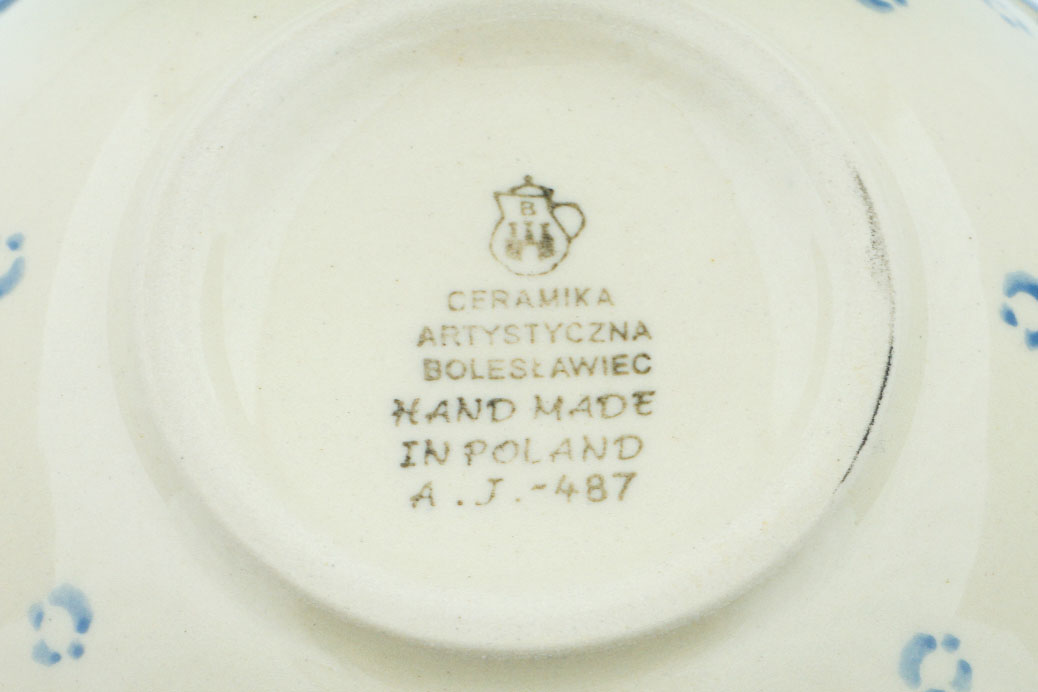 B
CERAMIKA
ARTYSTYCZNA
BOLESŁAWIEC
HAND MADE
IN POLAND
A.J.-487